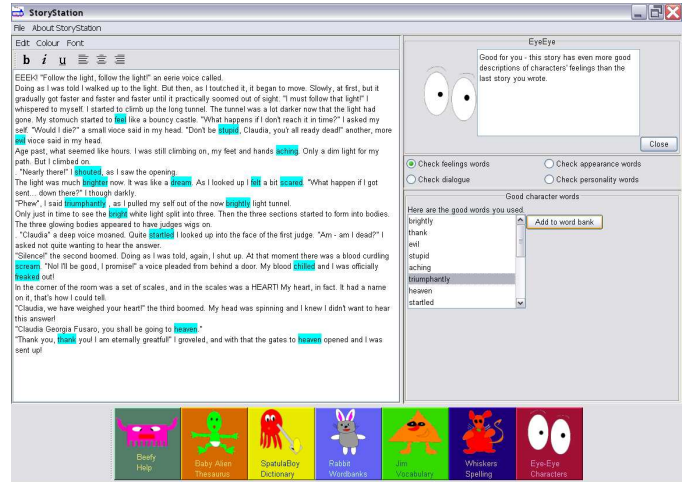 StoryStation
File About StoryStation
Edit Colour Font
b i u
EEEK! "Follow the light, follow the light!" an eerie voice called.
Doing as I was told I walked up to the light. But then, as I toutched it, it began to move. Slowly, at first, but it
gradually got faster and faster and faster until it practically soomed out of sight. "I must follow that light!" I
whispered to myself. I started to climb up the long tunnel. The tunnel was a lot darker now that the light had
gone. My stomuch started to feel like a bouncy castle. "What happens if I don't reach it in time?" I asked my
self. "Would I die?" a small vioce said in my head. "Don't be stupid, Claudia, you'r all ready dead!" another, more
evil vioce said in my head.
Age past, what seemed like hours. I was still climbing on, my feet and hands aching. Only a dim light for my
path. But I climbed on.
. "Nearly there!" I shouted, as I saw the opening.
The light was much brighter now. It was like a dream. As I looked up I felt a bit scared. "What happen if I got
sent... down there?" I though darkly.
"Phew", I said triumphantly , as I pulled my self out of the now brightly light tunnel.
Only just in time to see the bright white light split into three. Then the three sections started to form into bodies.
The three glowing bodies appeared to have judges wigs on.
. "Claudia" a deep voice moaned. Quite startled I looked up into the face of the first judge. "Am - am I dead?" I
asked not quite wanting to hear the answer.
"Silence!" the second boomed. Doing as I was told, again, I shut up. At that moment there was a blood curdling
scream. "No! I'll be good, I promise!" a voice pleaded from behind a door. My blood chilled and I was officially
freaked out!
In the corner of the room was a set of scales, and in the scales was a HEART! My heart, in fact. It had a name
on it, that's how I could tell.
"Claudia, we have weighed your heart!" the third boomed. My head was spinning and I knew I didn't want to hear
this answer!
"Claudia Georgia Fusaro, you shall be going to heaven."
"Thank you, thank you! I am eternally greatful!" I groveled, and with that the gates to heaven opened and I was
sent up!
EyeEye
Good for you - this story has even more good
descriptions of characters' feelings than the
last story you wrote.
Close
Check feelings words
Check appearance words
Check dialogue
Check personality words
Good character words
Here are the good words you used
brightly
thank
evil
stupid
aching
triumphantly
heaven
startled
Add to word bank
Beefy
Help
Baby Alien
Thesaurus
SpatulaBoy
Dictionary
Rabbit
Wordbanks
Jim
Vocabulary
Whiskers
Spelling
Eye-Eye
Characters